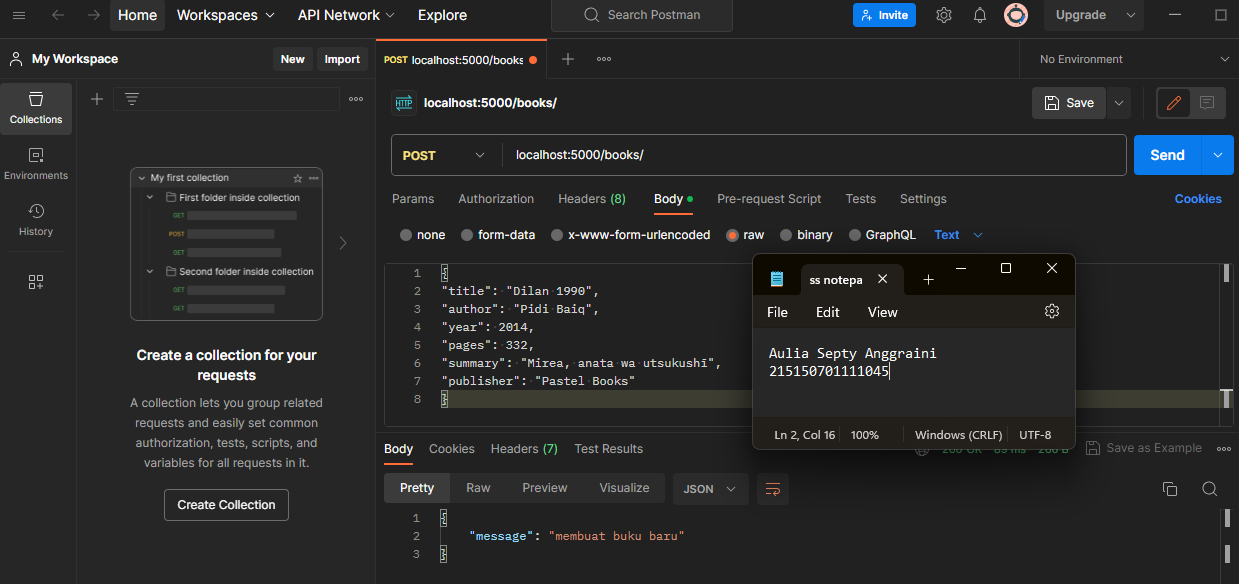 Home Workspaces API Network Explore Search Postman Invite Upgrade
My Workspace New Import POST localhost:5000/books No Environment
Collections
Environments
History
My first collection
First folder inside collection
GET
POST
GET
Second folder inside collection
GET
GET
Create a collection for your
requests
A collection lets you group related
requests and easily set common
authorization, tests, scripts, and
variables for all requests in it.
Create Collection
HTTP localhost:5000/books/ Save
POST localhost:5000/books/ Send
Params Authorization Headers (8) Body Pre-request Script Tests Settings Cookies
none form-data x-www-form-urlencoded raw binary GraphQL Text
1 {
2 "title": "Dilan 1990",
3 "author": "Pidi Baiq",
4 "year": 2014,
5 "pages": 332,
6 "summary": "Mirea, anata wa utsukushī",
7 "publisher": "Pastel Books"
8 }
ss notepa
File Edit View
Aulia Septy Anggraini
215150701111045
Ln 2, Col 16 100% Windows (CRLF) UTF-8
Body Cookies Headers (7) Test Results Save as Example
Pretty Raw Preview Visualize JSON
1 {
2 "message": "membuat buku baru"
3 }